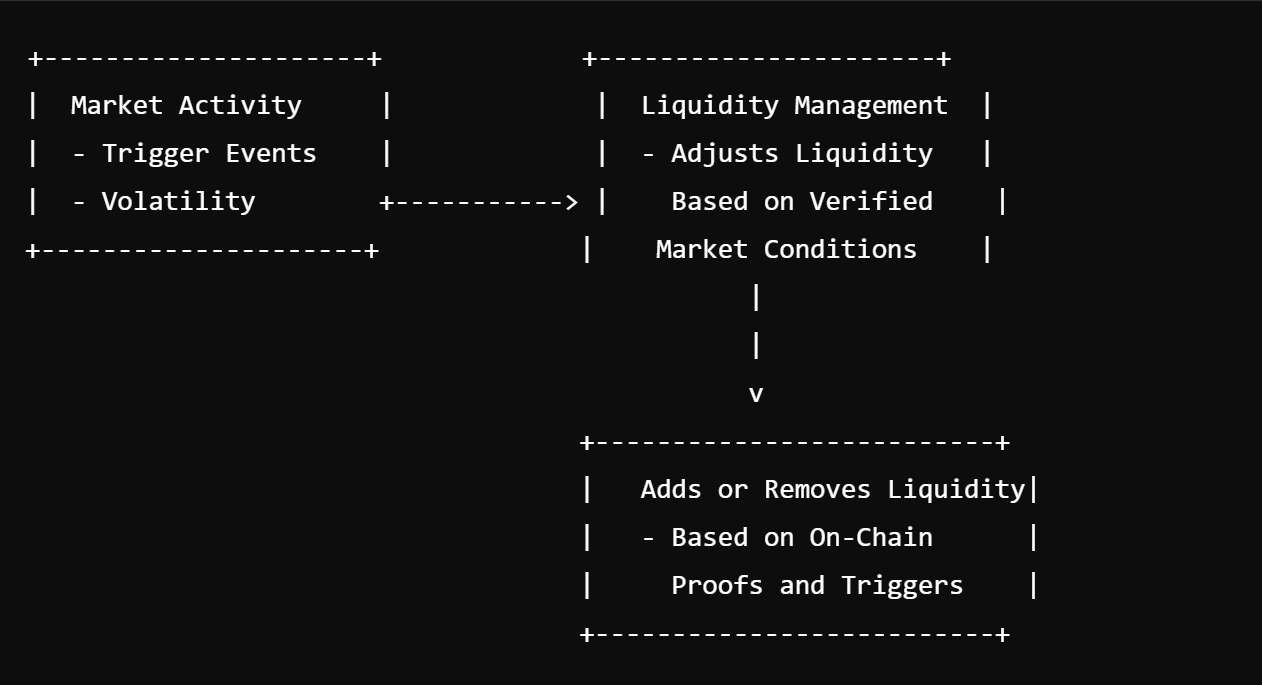 +---------------------+             +----------------------+
|  Market Activity     |             |  Liquidity Management  |
|  - Trigger Events    |             |  - Adjusts Liquidity   |
|  - Volatility        +-----------> |    Based on Verified    |
+---------------------+             |    Market Conditions    |
                                               |
                                               |
                                               v
                                    +--------------------------+
                                    |   Adds or Removes Liquidity|
                                    |   - Based on On-Chain      |
                                    |     Proofs and Triggers    |
                                    +--------------------------+